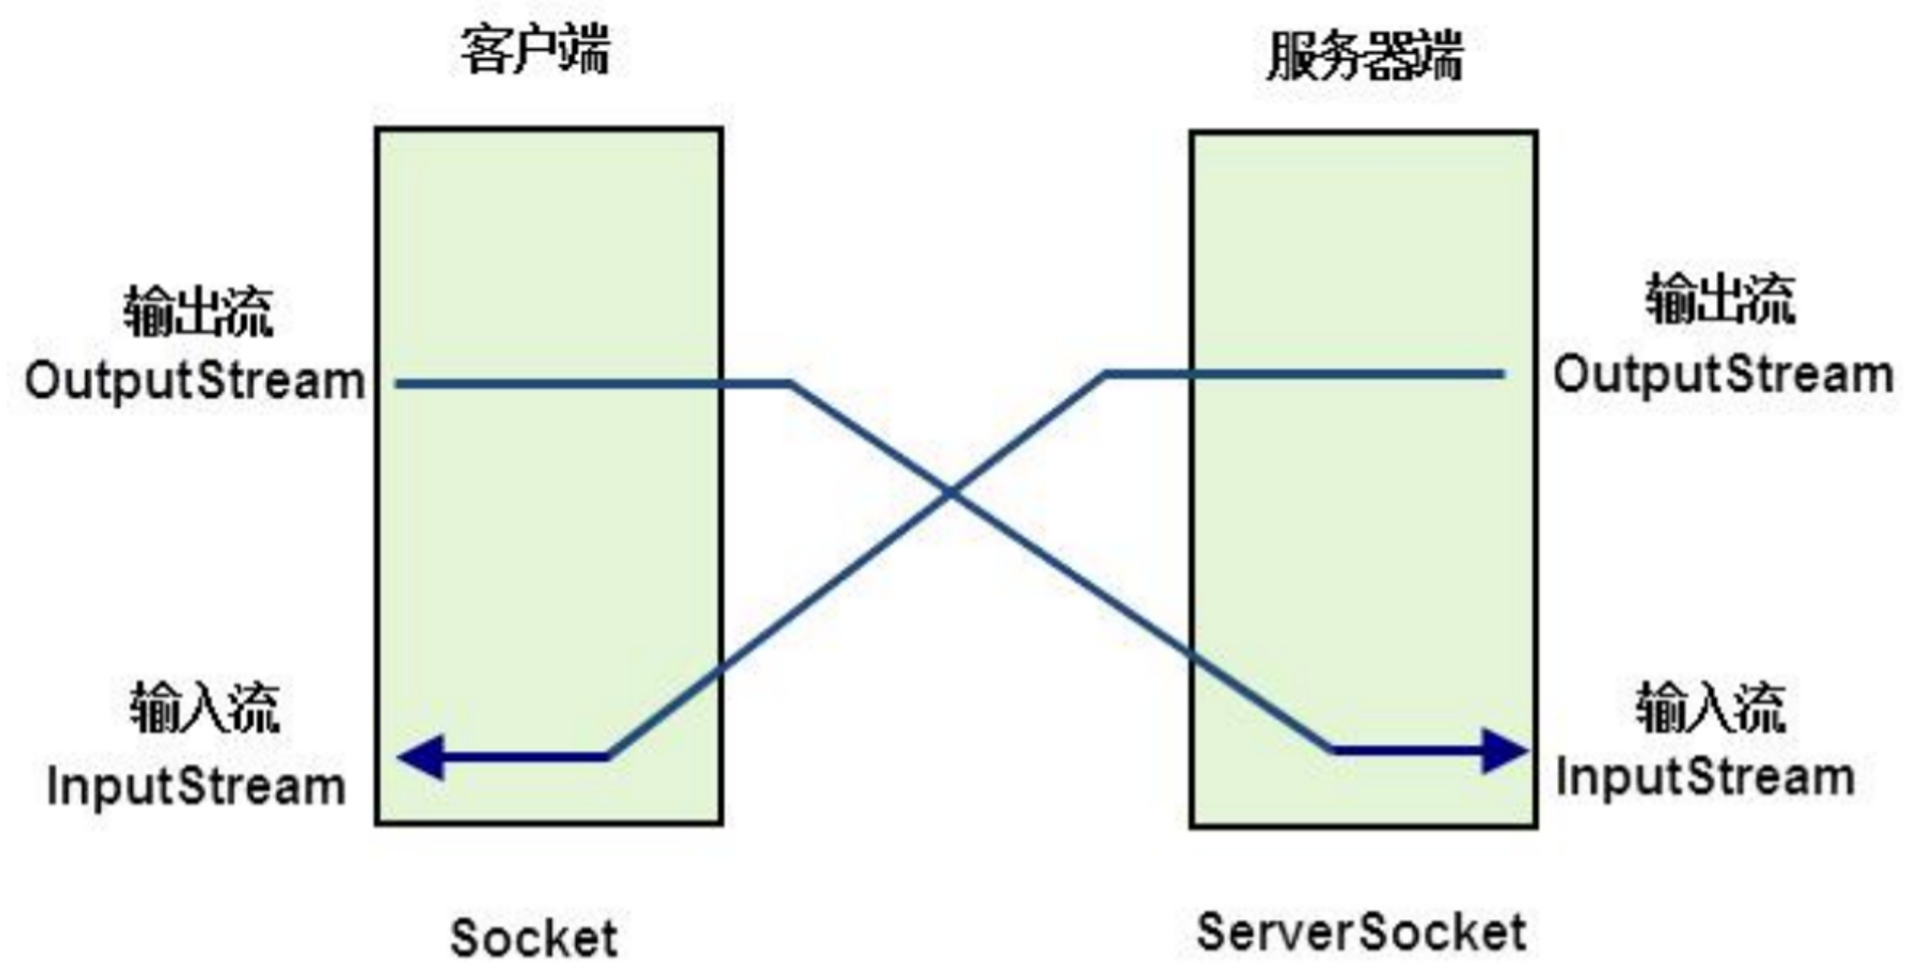 客户端
服务器端
输出流
OutputStream
输出流
OutputStream
输入流
InputStream
输入流
InputStream
Socket
ServerSocket